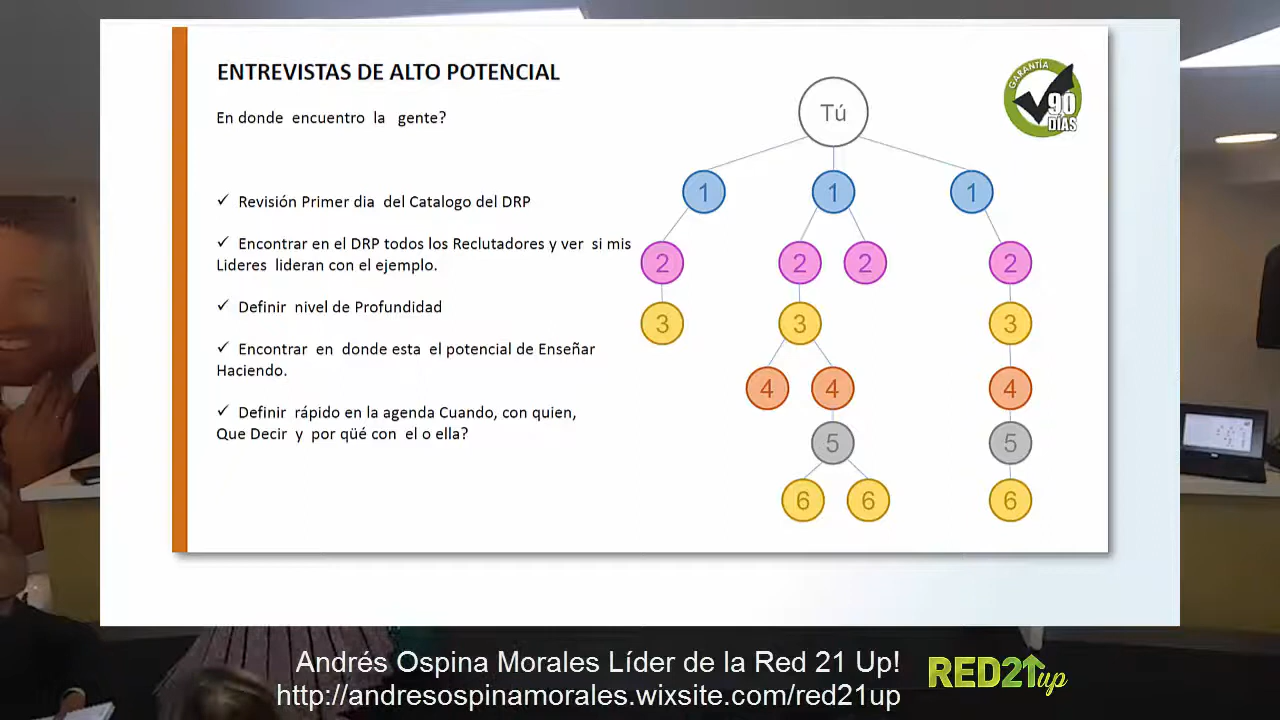 ENTREVISTAS DE ALTO POTENCIAL
En donde encuentro la gente?
✓ Revisión Primer dia del Catalogo del DRP
✓ Encontrar en el DRP todos los Reclutadores y ver si mis
Lideres lideran con el ejemplo.
✓ Definir nivel de Profundidad
✓ Encontrar en donde esta el potencial de Enseñar
Haciendo.
✓ Definir rápido en la agenda Cuando, con quien,
Que Decir y por qüé con el o ella?
GARANTÍA
90
DÍAS
Tú
1 1 1
2 2 2 2
3 3 3
4 4 4
5 5
6 6 6
Andrés Ospina Morales Líder de la Red 21 Up!
http://andresospinamorales.wixsite.com/red21up
RED21up